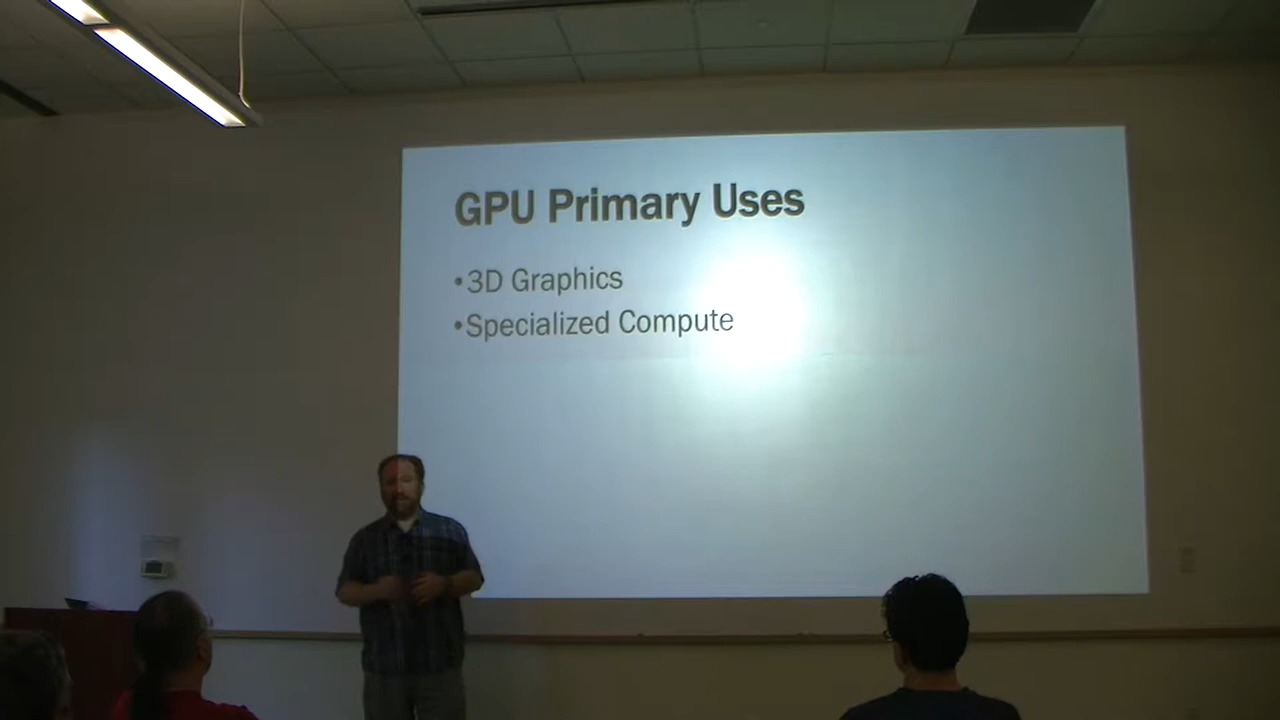 GPU Primary Uses
•3D Graphics
•Specialized Compute